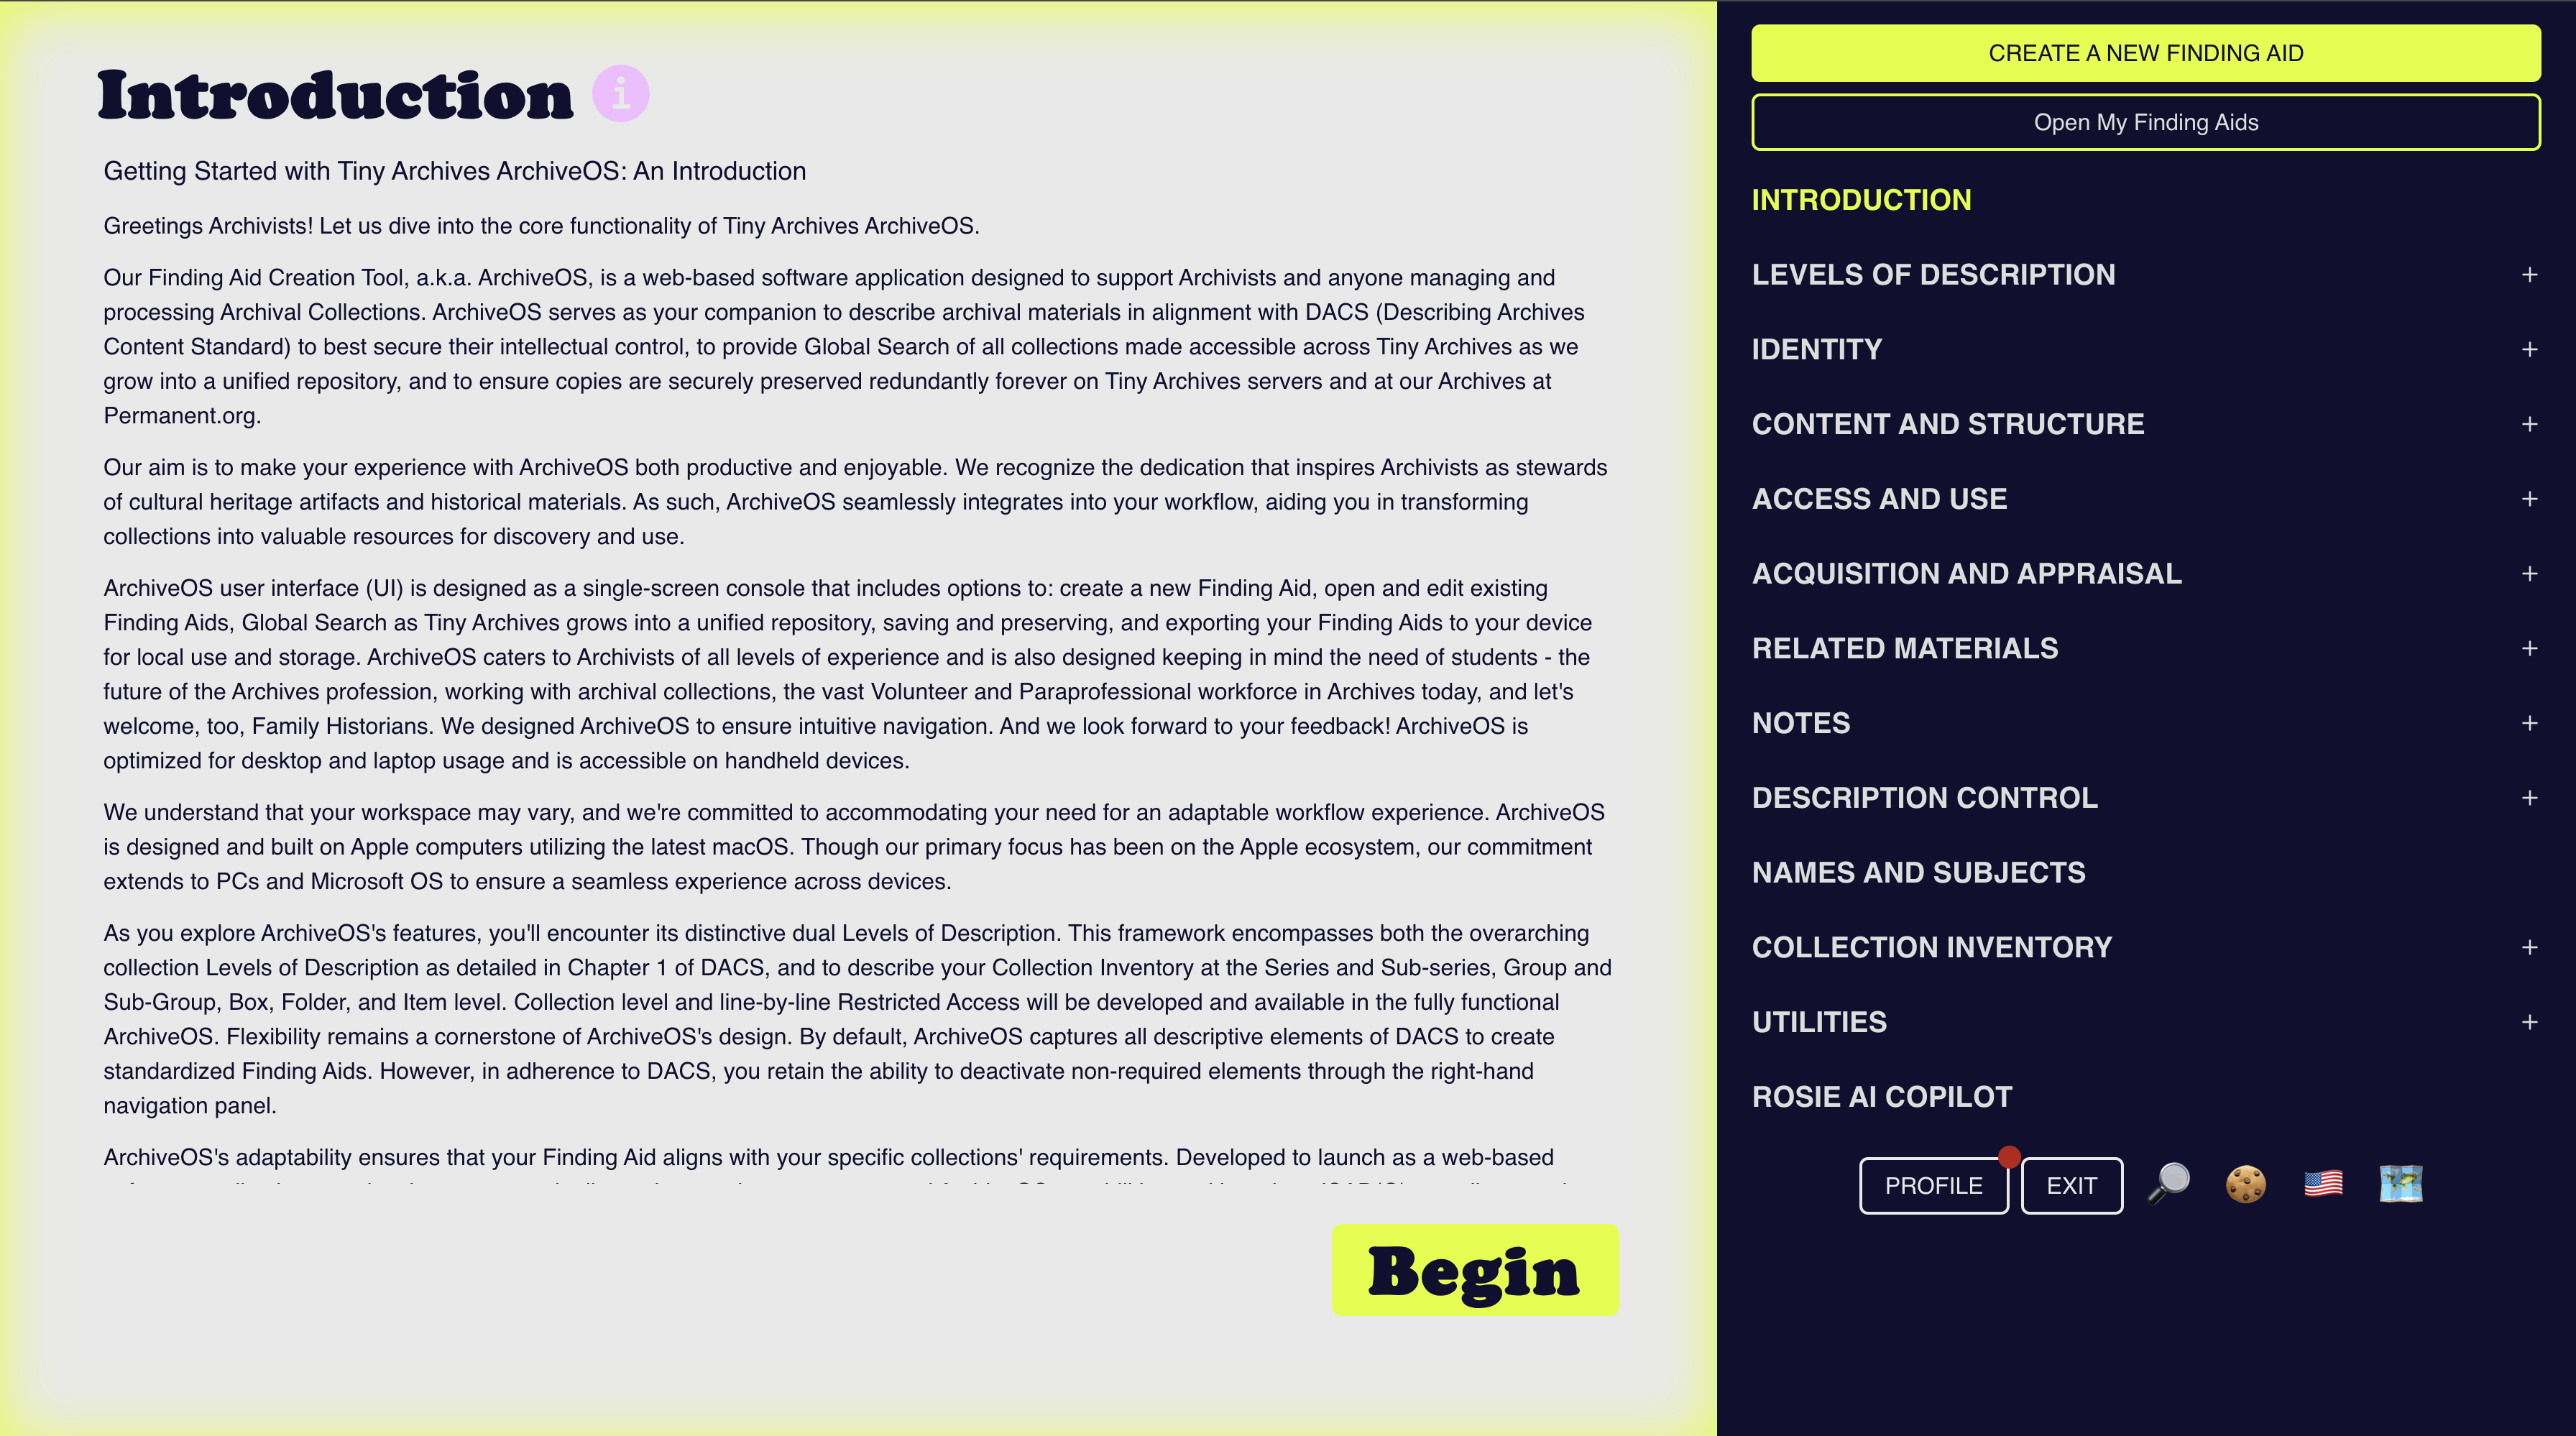 Introduction i
Getting Started with Tiny Archives ArchiveOS: An Introduction
Greetings Archivists! Let us dive into the core functionality of Tiny Archives ArchiveOS.
Our Finding Aid Creation Tool, a.k.a. ArchiveOS, is a web-based software application designed to support Archivists and anyone managing and
processing Archival Collections. ArchiveOS serves as your companion to describe archival materials in alignment with DACS (Describing Archives
Content Standard) to best secure their intellectual control, to provide Global Search of all collections made accessible across Tiny Archives as we
grow into a unified repository, and to ensure copies are securely preserved redundantly forever on Tiny Archives servers and at our Archives at
Permanent.org.
Our aim is to make your experience with ArchiveOS both productive and enjoyable. We recognize the dedication that inspires Archivists as stewards
of cultural heritage artifacts and historical materials. As such, ArchiveOS seamlessly integrates into your workflow, aiding you in transforming
collections into valuable resources for discovery and use.
ArchiveOS user interface (UI) is designed as a single-screen console that includes options to: create a new Finding Aid, open and edit existing
Finding Aids, Global Search as Tiny Archives grows into a unified repository, saving and preserving, and exporting your Finding Aids to your device
for local use and storage. ArchiveOS caters to Archivists of all levels of experience and is also designed keeping in mind the need of students - the
future of the Archives profession, working with archival collections, the vast Volunteer and Paraprofessional workforce in Archives today, and let's
welcome, too, Family Historians. We designed ArchiveOS to ensure intuitive navigation. And we look forward to your feedback! ArchiveOS is
optimized for desktop and laptop usage and is accessible on handheld devices.
We understand that your workspace may vary, and we're committed to accommodating your need for an adaptable workflow experience. ArchiveOS
is designed and built on Apple computers utilizing the latest macOS. Though our primary focus has been on the Apple ecosystem, our commitment
extends to PCs and Microsoft OS to ensure a seamless experience across devices.
As you explore ArchiveOS's features, you'll encounter its distinctive dual Levels of Description. This framework encompasses both the overarching
collection Levels of Description as detailed in Chapter 1 of DACS, and to describe your Collection Inventory at the Series and Sub-series, Group and
Sub-Group, Box, Folder, and Item level. Collection level and line-by-line Restricted Access will be developed and available in the fully functional
ArchiveOS. Flexibility remains a cornerstone of ArchiveOS's design. By default, ArchiveOS captures all descriptive elements of DACS to create
standardized Finding Aids. However, in adherence to DACS, you retain the ability to deactivate non-required elements through the right-hand
navigation panel.
ArchiveOS's adaptability ensures that your Finding Aid aligns with your specific collections' requirements. Developed to launch as a web-based
Begin
CREATE A NEW FINDING AID
Open My Finding Aids
INTRODUCTION
LEVELS OF DESCRIPTION +
IDENTITY +
CONTENT AND STRUCTURE +
ACCESS AND USE +
ACQUISITION AND APPRAISAL +
RELATED MATERIALS +
NOTES +
DESCRIPTION CONTROL +
NAMES AND SUBJECTS
COLLECTION INVENTORY +
UTILITIES +
ROSIE AI COPILOT
PROFILE EXIT